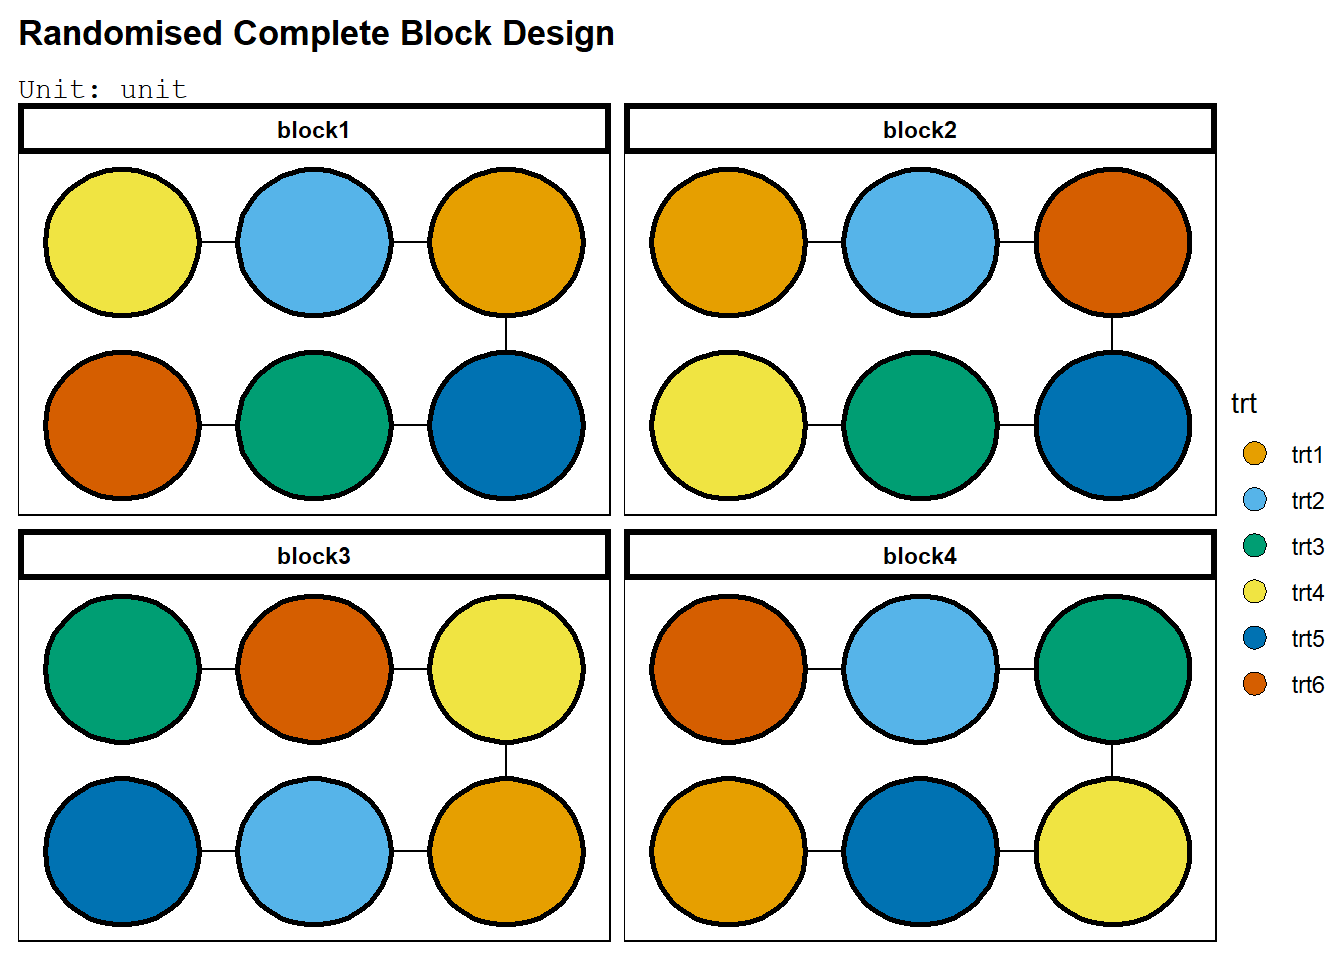 Randomised Complete Block Design
Unit: unit
block1
block2
block3
block4
trt
trt1
trt2
trt3
trt4
trt5
trt6